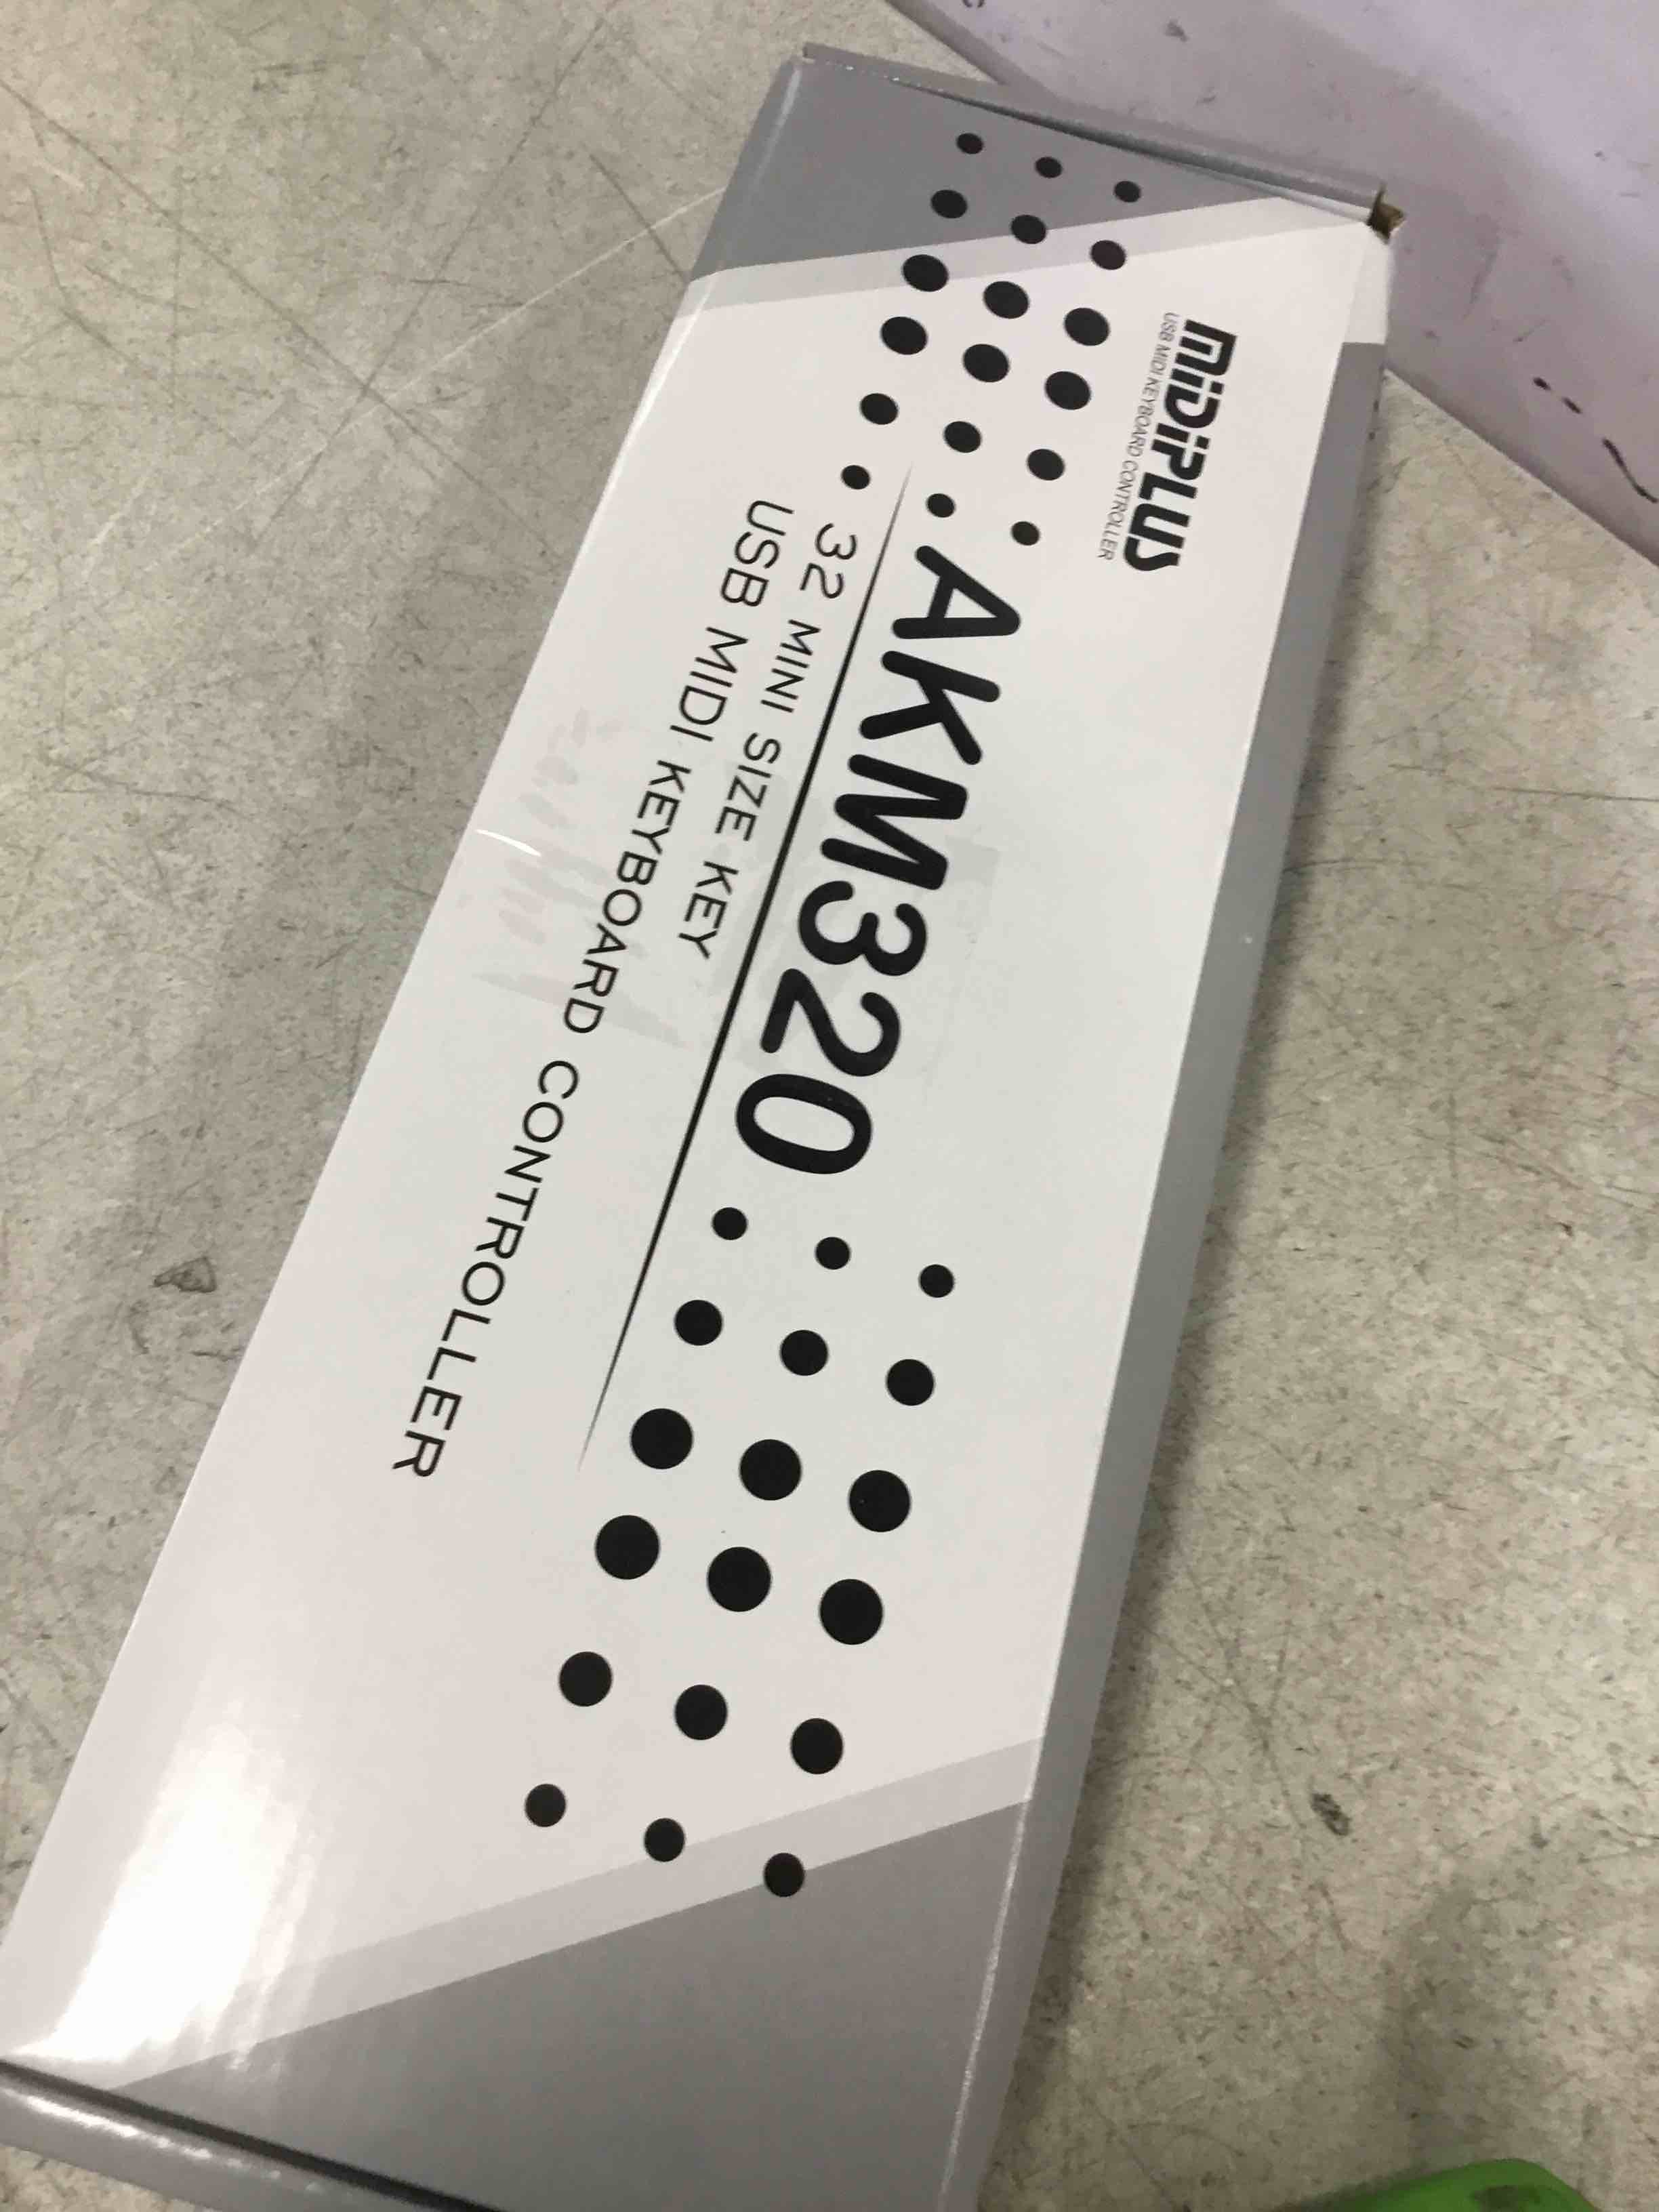 MIDIPLUS
USB MIDI KEYBOARD CONTROLLER
AKM320
32 MINI SIZE KEY
USB MIDI KEYBOARD CONTROLLER